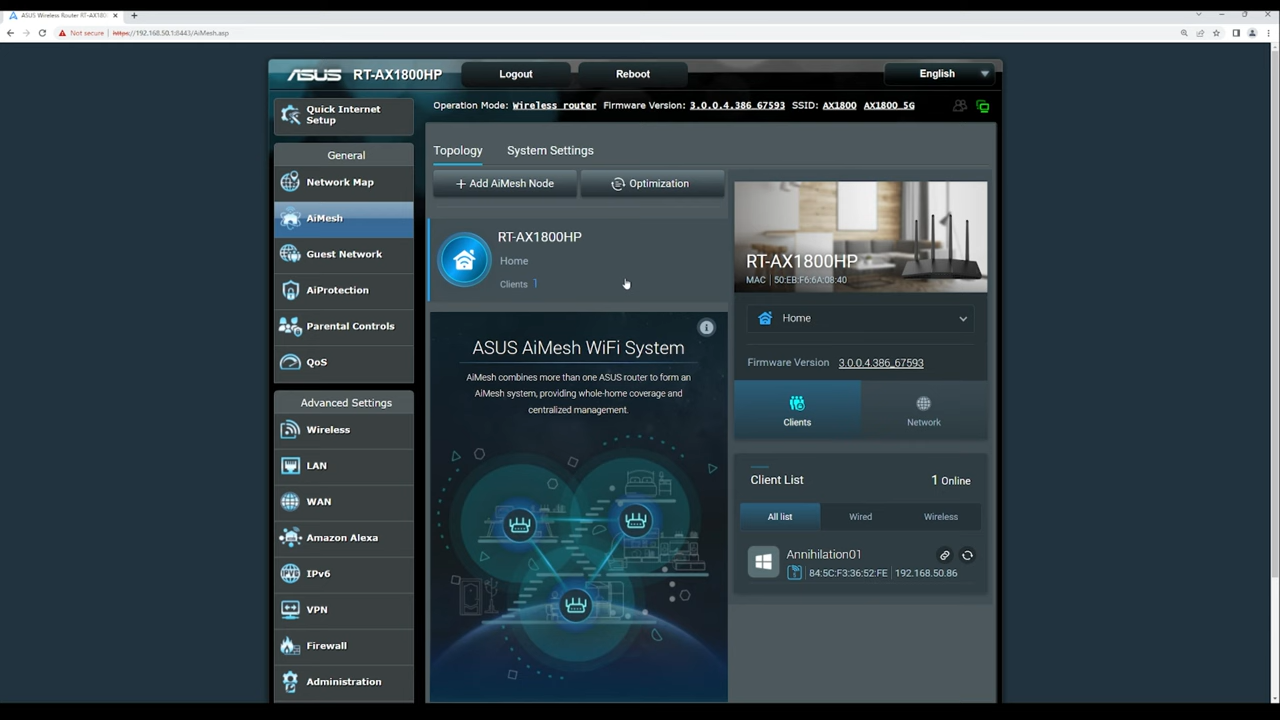 ASUS Wireless Router RT-AX180
Not secure https://192.168.50.1:8443/AiMesh.asp
ASUS RT-AX1800HP
Logout
Reboot
English
Quick Internet
Setup
Operation Mode: Wireless router Firmware Version: 3.0.0.4.386_67593 SSID: AX1800 AX1800_5G
General
Network Map
AiMesh
Guest Network
AiProtection
Parental Controls
QoS
Advanced Settings
Wireless
LAN
WAN
Amazon Alexa
IPv6
IPV6
VPN
Firewall
Administration
Topology
System Settings
+ Add AiMesh Node
Optimization
RT-AX1800HP
Home
Clients 1
ASUS AiMesh WiFi System
AiMesh combines more than one ASUS router to form an
AiMesh system, providing whole-home coverage and
centralized management.
RT-AX1800HP
MAC | 50:EB:F6:6A:08:40
Home
Firmware Version 3.0.0.4.386_67593
Clients
Network
Client List
1 Online
All list
Wired
Wireless
Annihilation01
84:5C:F3:36:52:FE | 192.168.50.86